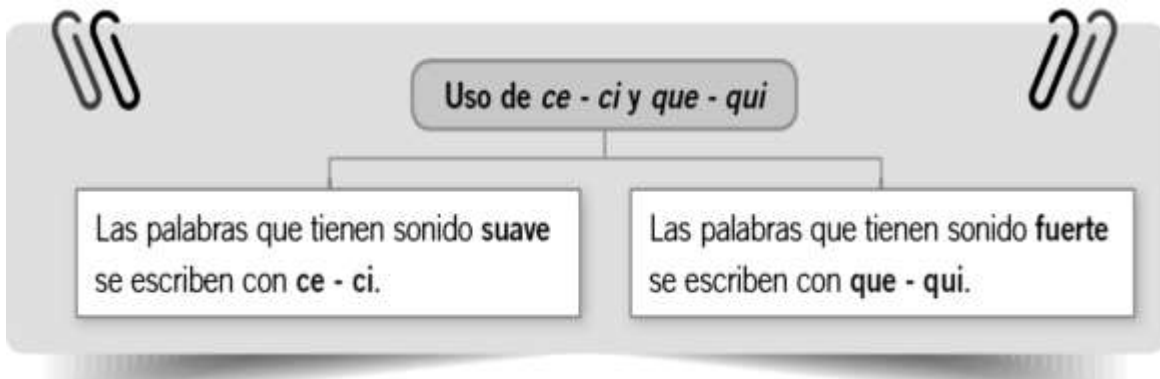 Uso de ce - ci y que - qui
Las palabras que tienen sonido suave
se escriben con ce - ci.
Las palabras que tienen sonido fuerte
se escriben con que - qui.